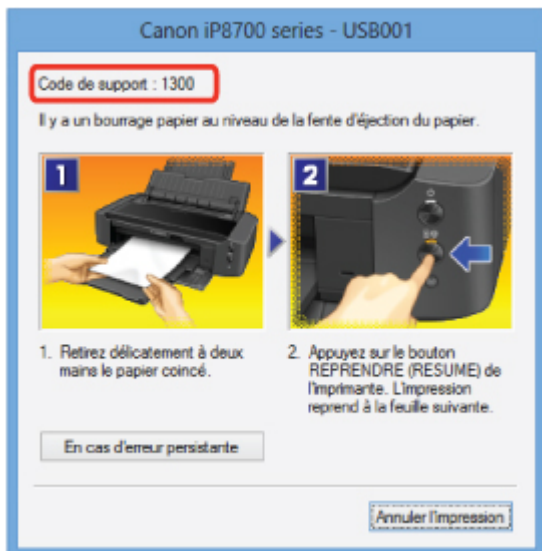 Canon iP8700 series - USB001
Code de support : 1300
Il y a un bourrage papier au niveau de la fente d'éjection du papier.
1
2
1. Retirez délicatement à deux
mains le papier coincé.
2. Appuyez sur le bouton
REPRENDRE (RESUME) de
l'imprimante. L'impression
reprend à la feuille suivante.
En cas d'erreur persistante
Annuler l'impression